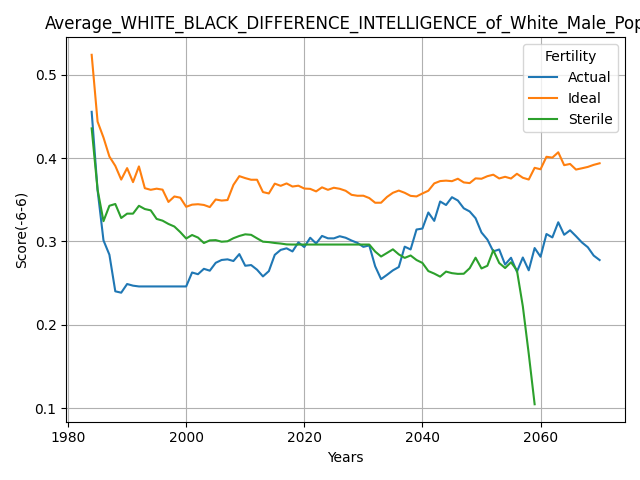 Average_WHITE_BLACK_DIFFERENCE_INTELLIGENCE_of_White_Male_Pop
Fertility
Actual
Ideal
Sterile
0.5
0.4
0.3
0.2
0.1
Score(-6-6)
1980
2000
2020
2040
2060
Years